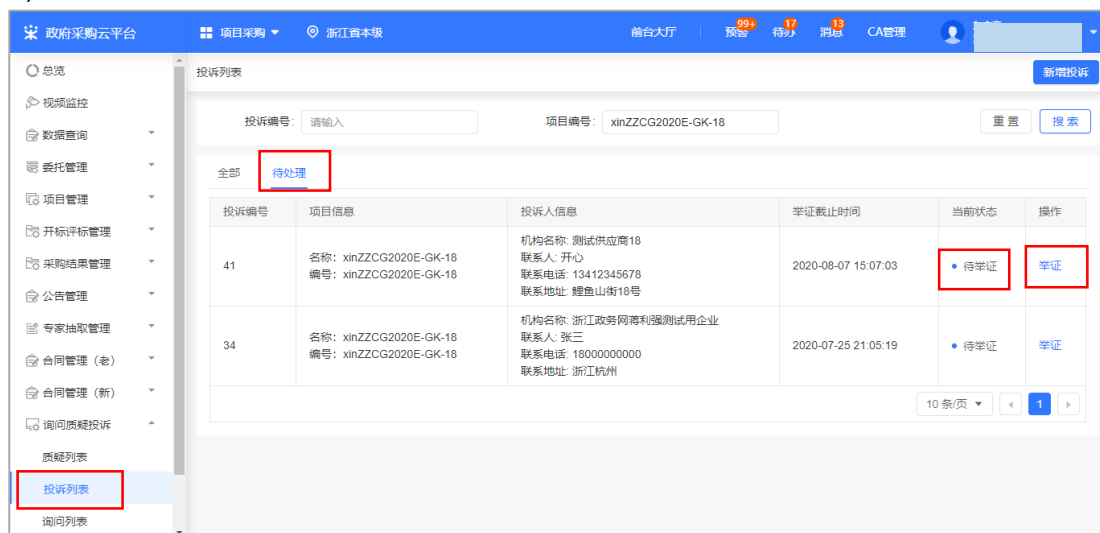 政府采购云平台
项目采购
浙江省本级
前台大厅
预警 99+
待办 17
消息 13
CA管理
总览
视频监控
数据查询
委托管理
项目管理
开标评标管理
采购结果管理
公告管理
专家抽取管理
合同管理（老）
合同管理（新）
询问质疑投诉
质疑列表
投诉列表
询问列表
投诉列表
新增投诉
投诉编号： 请输入
项目编号： xinZZCG2020E-GK-18
重置
搜索
全部 待处理
投诉编号 项目信息 投诉人信息 举证截止时间 当前状态 操作
41
名称：xinZZCG2020E-GK-18
编号：xinZZCG2020E-GK-18
机构名称: 测试供应商18
联系人: 开心
联系电话: 13412345678
联系地址: 鲤鱼山街18号
2020-08-07 15:07:03
待举证
举证
34
名称：xinZZCG2020E-GK-18
编号：xinZZCG2020E-GK-18
机构名称: 浙江政务网蒋利强测试用企业
联系人: 张三
联系电话: 18000000000
联系地址: 浙江杭州
2020-07-25 21:05:19
待举证
举证
10 条/页
1